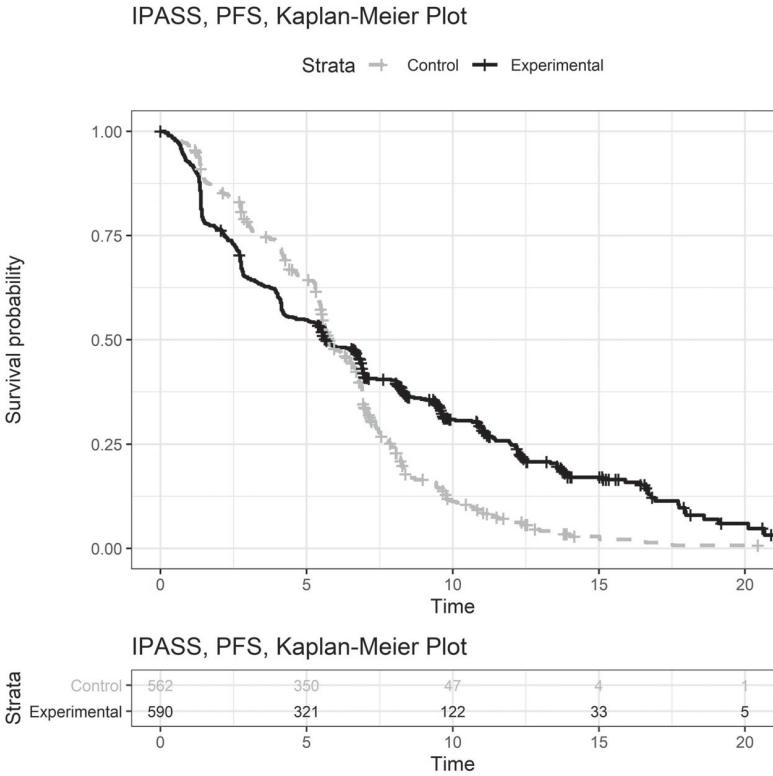 IPASS, PFS, Kaplan-Meier Plot
Strata Control Experimental
Survival probability
1.00
0.75
0.50
0.25
0.00
0 5 10 15 20
Time
IPASS, PFS, Kaplan-Meier Plot
Strata
Control 562 350 47 4 1
Experimental 590 321 122 33 5
0 5 10 15 20
Time